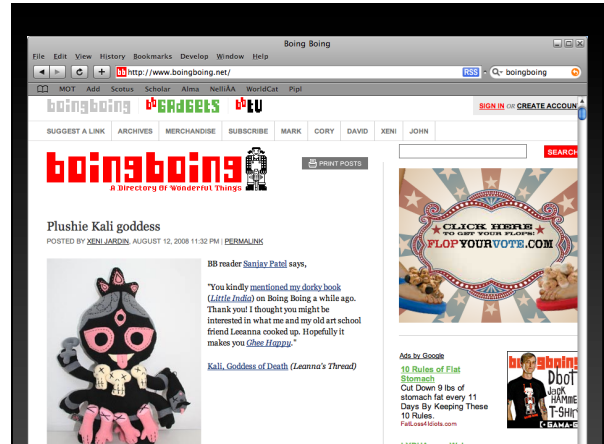 Boing Boing
File Edit View History Bookmarks Develop Window Help
http://www.boingboing.net/
RSS
boingboing
MOT Add Scotus Scholar Alma NelliÅA WorldCat Pipl
boingboing
bbGADGETS
bbtv
SIGN IN OR CREATE ACCOUN
SUGGEST A LINK ARCHIVES MERCHANDISE SUBSCRIBE MARK CORY DAVID XENI JOHN
boingboing
A Directory Of Wonderful Things
PRINT POSTS
SEARCH
Plushie Kali goddess
POSTED BY XENI JARDIN, AUGUST 12, 2008 11:32 PM | PERMALINK
BB reader Sanjay Patel says,
"You kindly mentioned my dorky book
(Little India) on Boing Boing a while ago.
Thank you! I thought you might be
interested in what me and my old art school
friend Leeanna cooked up. Hopefully it
makes you Ghee Happy."
Kali, Goddess of Death (Leanna's Thread)
CLICK HERE
TO GET YOUR FLOPS!
FLOPYOURVOTE.COM
Ads by Google
10 Rules of Flat
Stomach
Cut Down 9 lbs of
stomach fat every 11
Days By Keeping These
10 Rules.
FatLoss4Idiots.com
boingboing
Dbot
JACK
HAMME
T-SHIR
GAMA-G